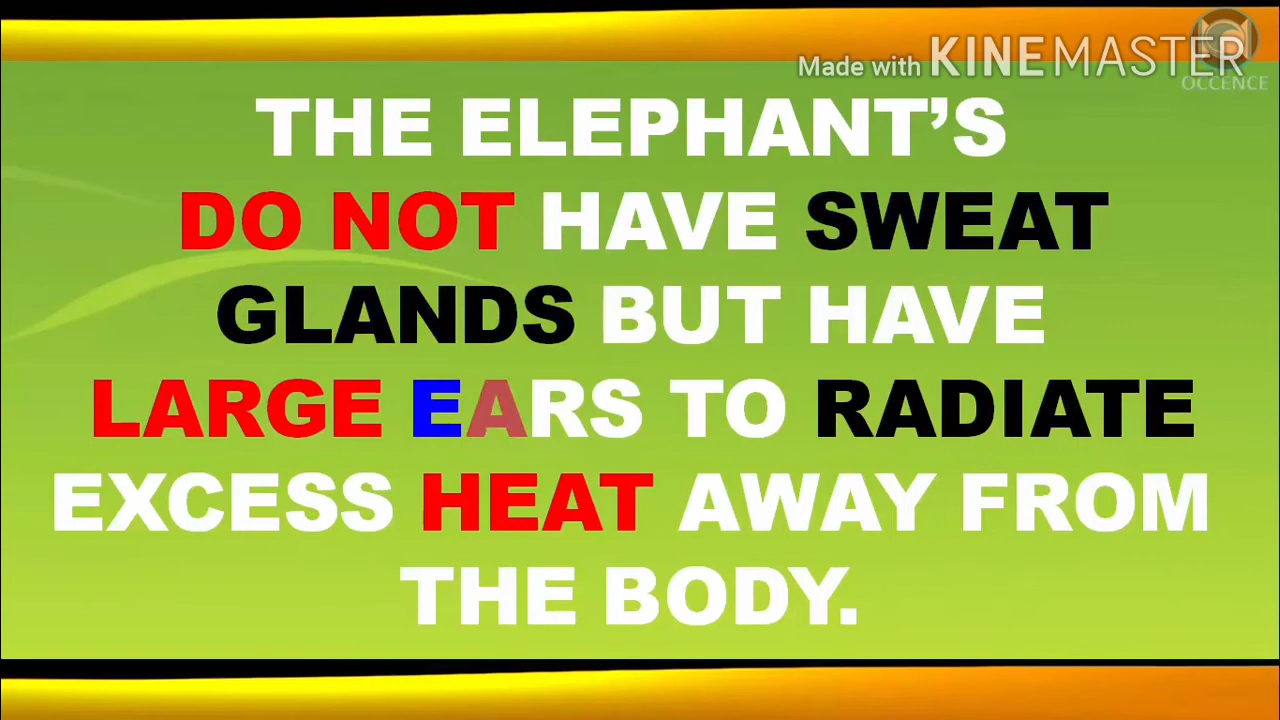 Made with KINEMASTER
OCCENCE
THE ELEPHANT’S
DO NOT HAVE SWEAT
GLANDS BUT HAVE
LARGE EARS TO RADIATE
EXCESS HEAT AWAY FROM
THE BODY.